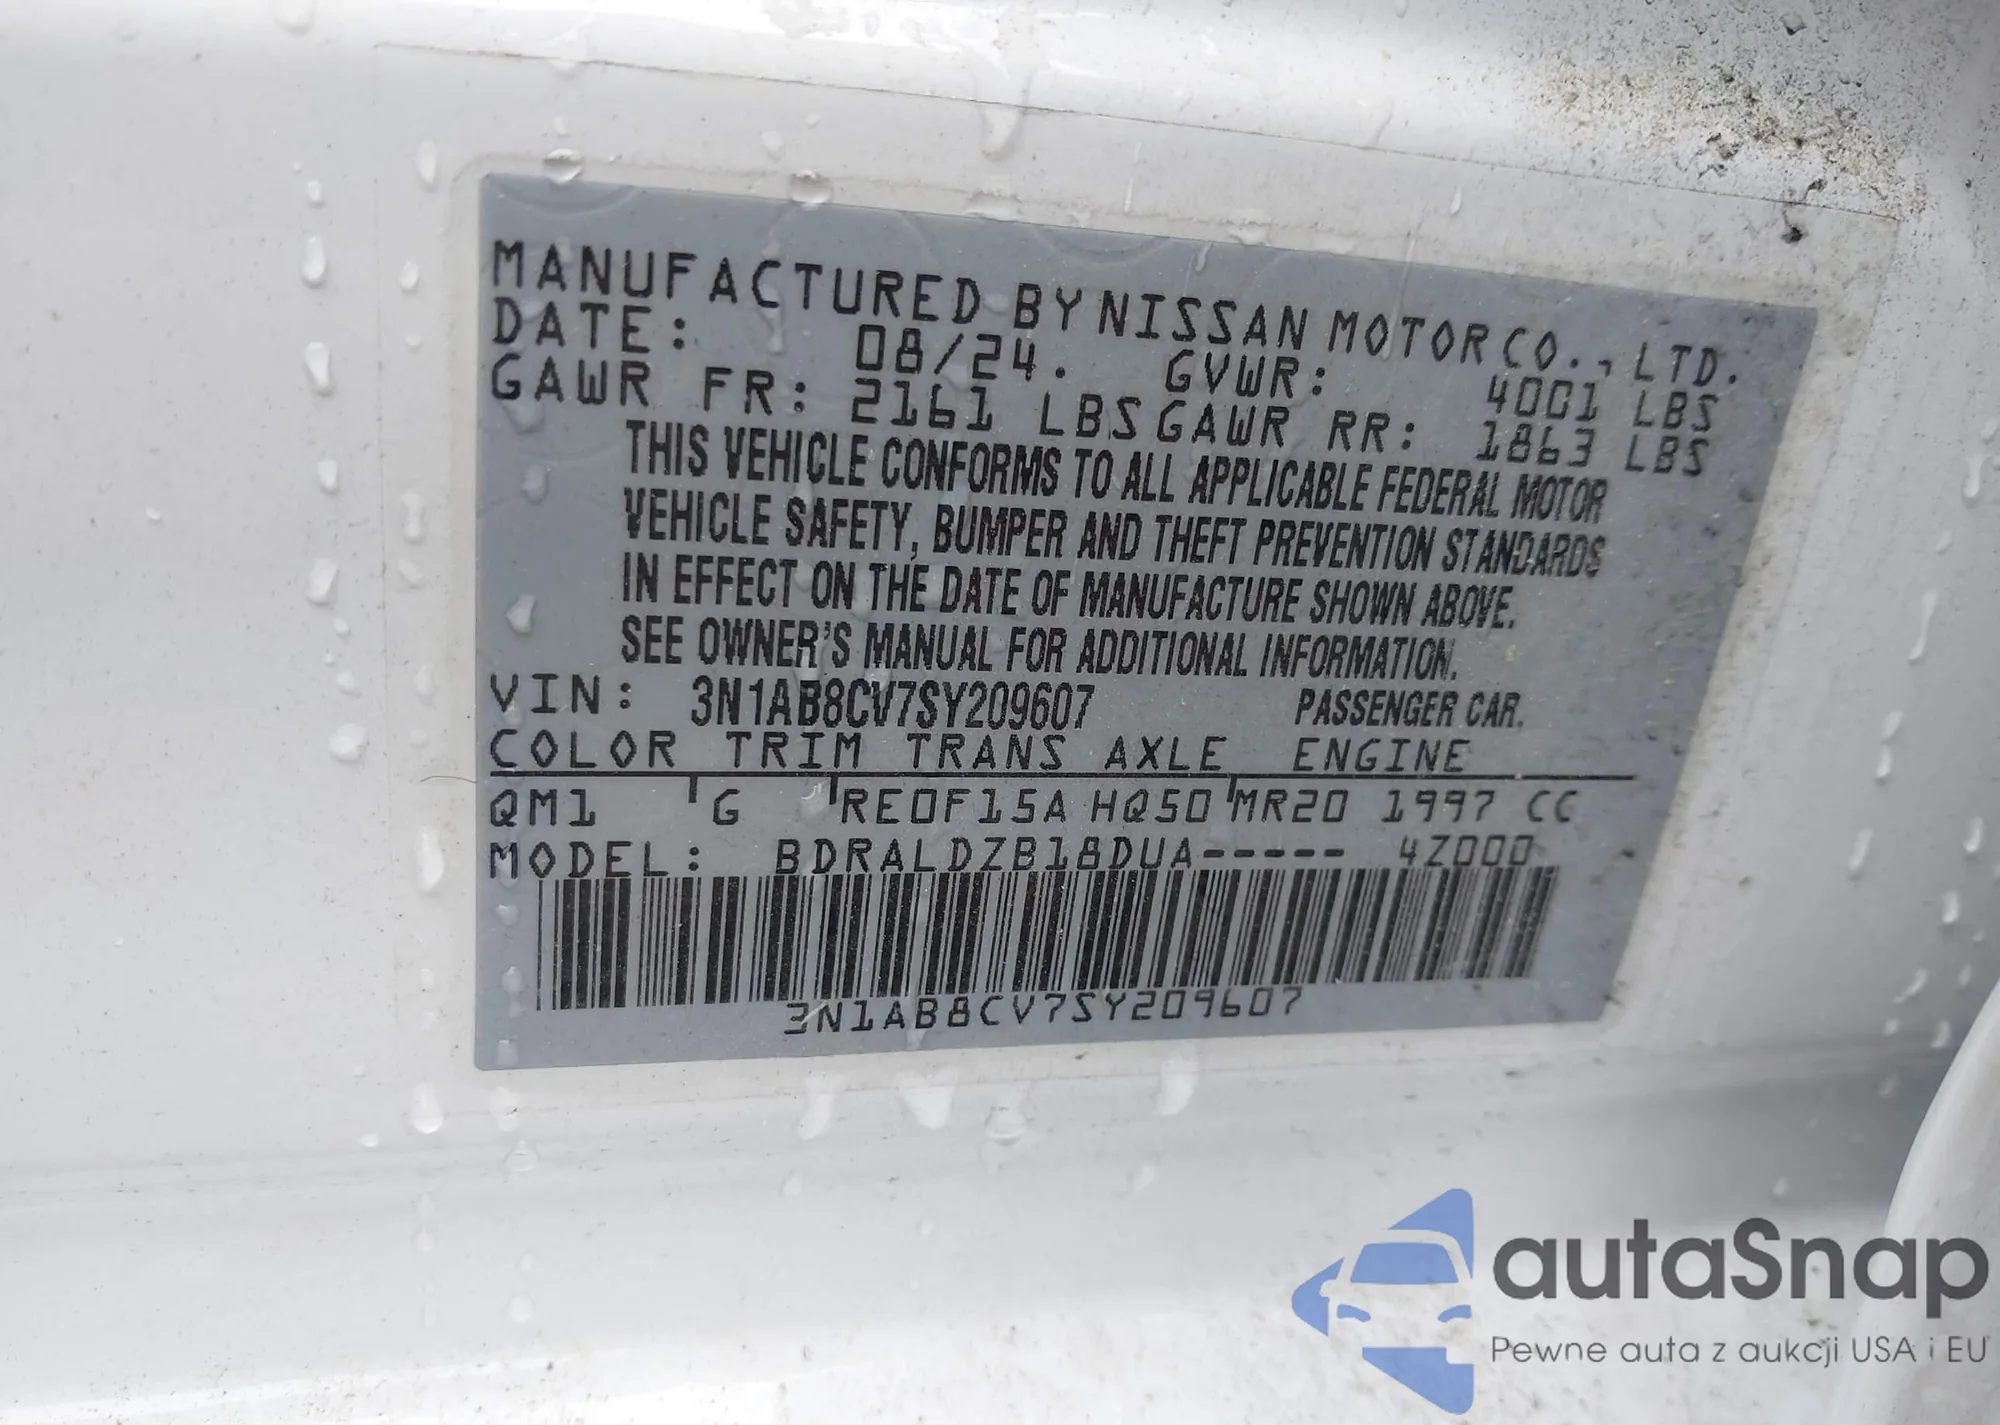 MANUFACTURED BY NISSAN MOTOR CO., LTD.
DATE: 08/24. GVWR: 4001 LBS
GAWR FR: 2161 LBS GAWR RR: 1863 LBS
THIS VEHICLE CONFORMS TO ALL APPLICABLE FEDERAL MOTOR
VEHICLE SAFETY, BUMPER AND THEFT PREVENTION STANDARDS
IN EFFECT ON THE DATE OF MANUFACTURE SHOWN ABOVE.
SEE OWNER'S MANUAL FOR ADDITIONAL INFORMATION.
VIN: 3N1AB8CV7SY209607 PASSENGER CAR.
COLOR TRIM TRANS AXLE ENGINE
QM1 G RE0F15A HQ50 MR20 1997 CC
MODEL: BDRALDZB18DUA----- 4Z000
3N1AB8CV7SY209607
autaSnap
Pewne auta z aukcji USA i EU